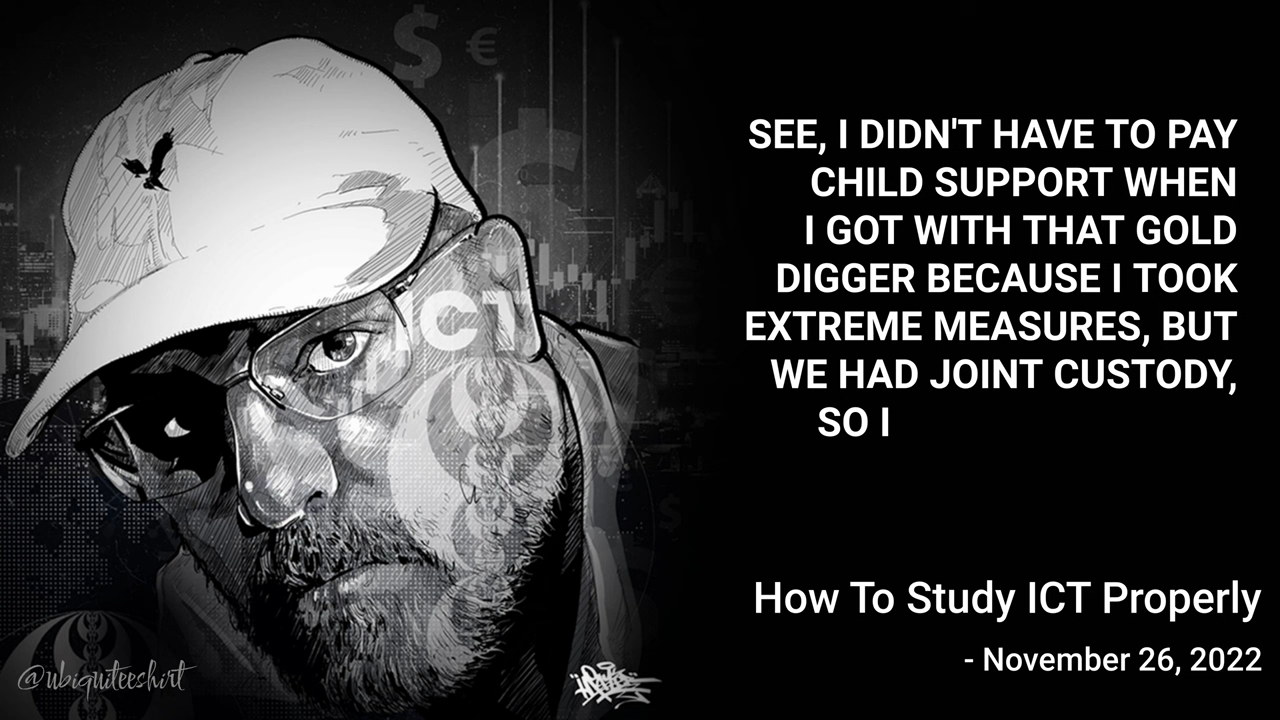 ICT
SEE, I DIDN'T HAVE TO PAY
CHILD SUPPORT WHEN
I GOT WITH THAT GOLD
DIGGER BECAUSE I TOOK
EXTREME MEASURES, BUT
WE HAD JOINT CUSTODY,
SO I
How To Study ICT Properly
- November 26, 2022
@ubiquiteeshirt